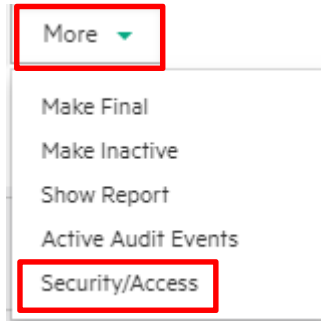 More
Make Final
Make Inactive
Show Report
Active Audit Events
Security/Access